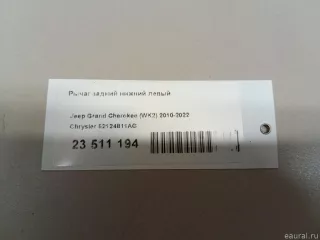 Рычаг задний нижний левый
Jeep Grand Cherokee (WK2) 2010-2022
Chrysler 52124811AC
23 511 194
eaural.ru